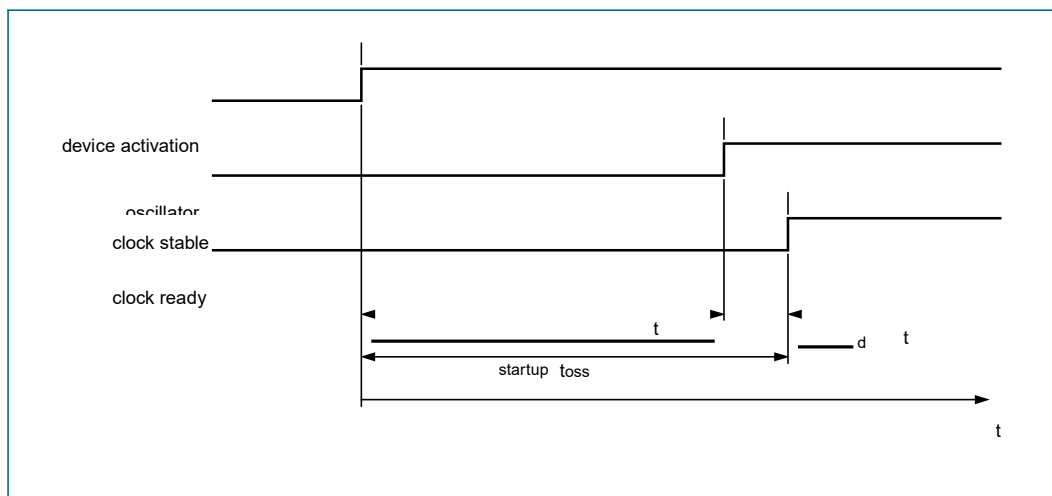 device activation
oscillator
clock stable
clock ready
t
d t
startup toss
t